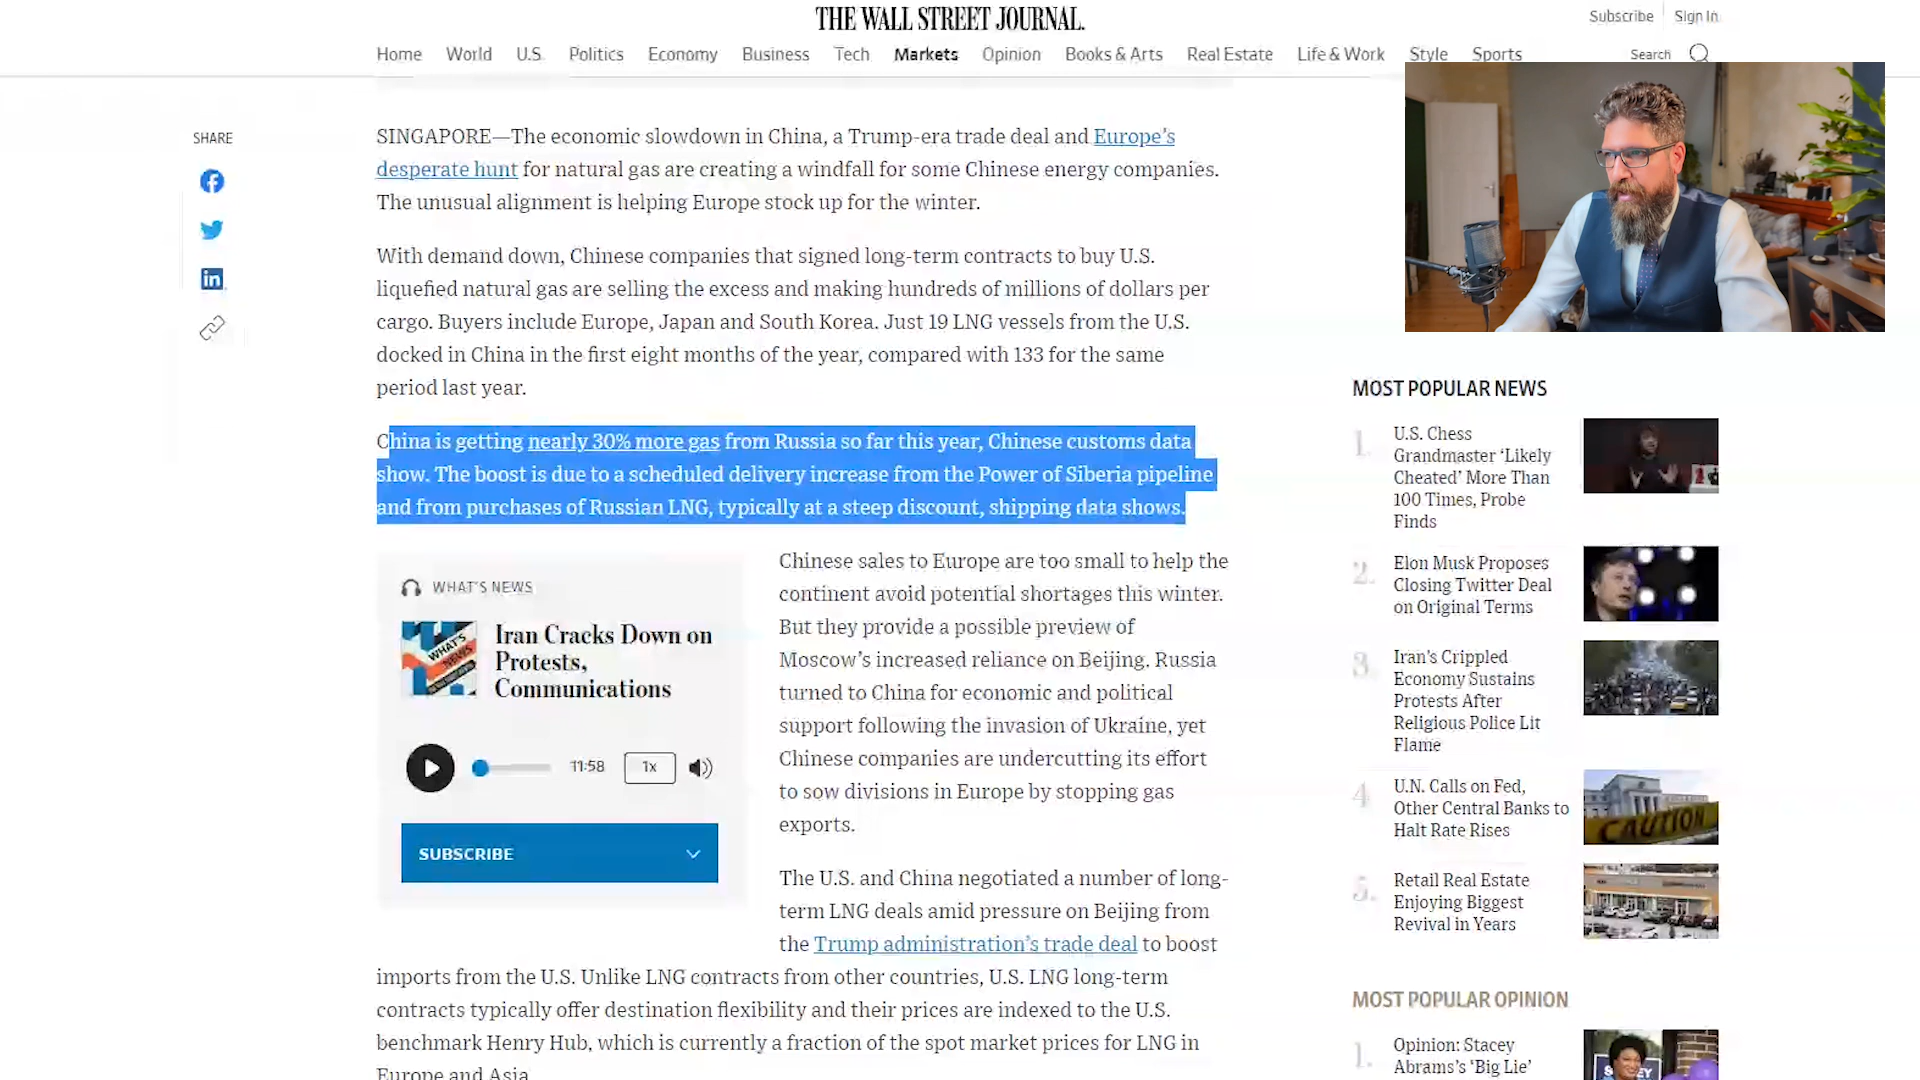 THE WALL STREET JOURNAL.
Subscribe Sign In
Home World U.S. Politics Economy Business Tech Markets Opinion Books & Arts Real Estate Life & Work Style Sports Search
SHARE
SINGAPORE—The economic slowdown in China, a Trump-era trade deal and Europe's
desperate hunt for natural gas are creating a windfall for some Chinese energy companies.
The unusual alignment is helping Europe stock up for the winter.
With demand down, Chinese companies that signed long-term contracts to buy U.S.
liquefied natural gas are selling the excess and making hundreds of millions of dollars per
cargo. Buyers include Europe, Japan and South Korea. Just 19 LNG vessels from the U.S.
docked in China in the first eight months of the year, compared with 133 for the same
period last year.
China is getting nearly 30% more gas from Russia so far this year, Chinese customs data
show. The boost is due to a scheduled delivery increase from the Power of Siberia pipeline
and from purchases of Russian LNG, typically at a steep discount, shipping data shows.
WHAT'S NEWS
WHAT'S
NEWS
Iran Cracks Down on
Protests,
Communications
11:58 1x
SUBSCRIBE
Chinese sales to Europe are too small to help the
continent avoid potential shortages this winter.
But they provide a possible preview of
Moscow's increased reliance on Beijing. Russia
turned to China for economic and political
support following the invasion of Ukraine, yet
Chinese companies are undercutting its effort
to sow divisions in Europe by stopping gas
exports.
The U.S. and China negotiated a number of long-
term LNG deals amid pressure on Beijing from
the Trump administration's trade deal to boost
imports from the U.S. Unlike LNG contracts from other countries, U.S. LNG long-term
contracts typically offer destination flexibility and their prices are indexed to the U.S.
benchmark Henry Hub, which is currently a fraction of the spot market prices for LNG in
Europe and Asia.
MOST POPULAR NEWS
1. U.S. Chess
Grandmaster 'Likely
Cheated' More Than
100 Times, Probe
Finds
2. Elon Musk Proposes
Closing Twitter Deal
on Original Terms
3. Iran's Crippled
Economy Sustains
Protests After
Religious Police Lit
Flame
4. U.N. Calls on Fed,
Other Central Banks to
Halt Rate Rises
CAUTION
5. Retail Real Estate
Enjoying Biggest
Revival in Years
MOST POPULAR OPINION
1. Opinion: Stacey
Abrams's 'Big Lie'